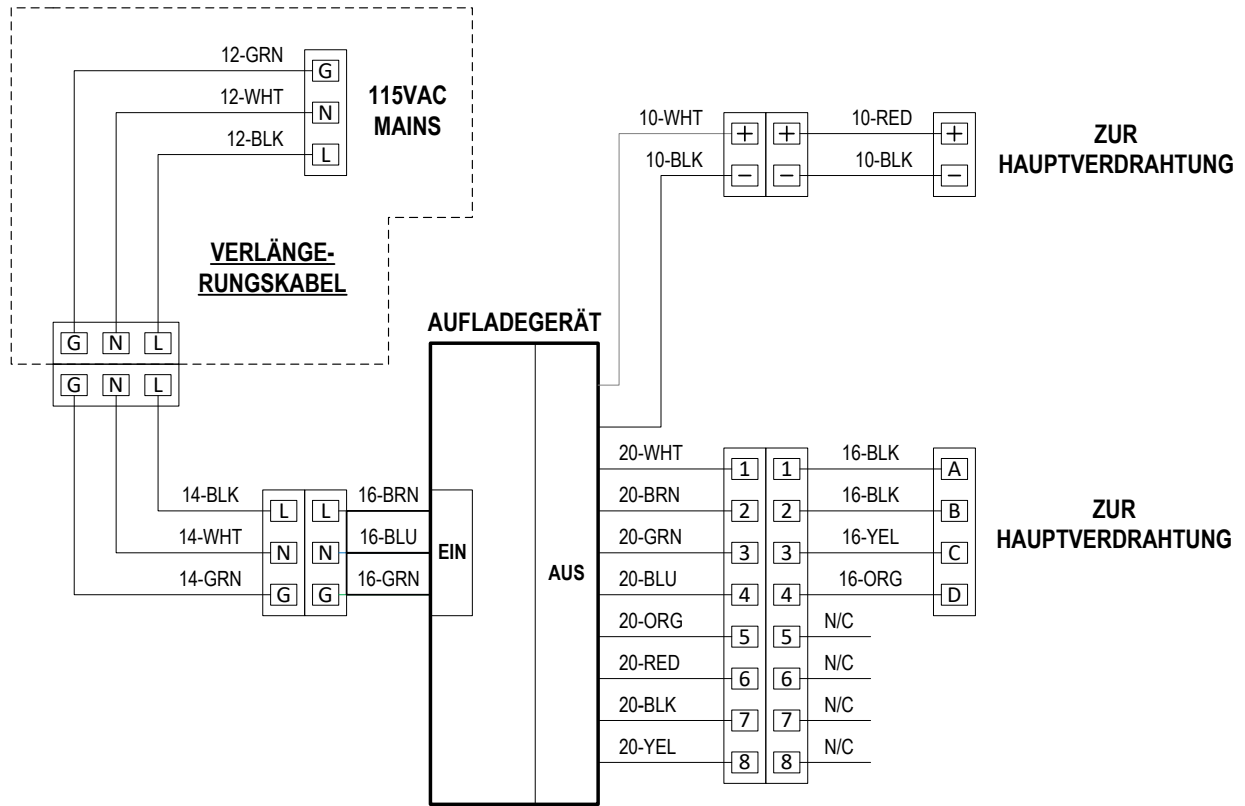 12-GRN
G
12-WHT
N
12-BLK
L
115VAC
MAINS
VERLÄNGE-
RUNGSKABEL
G N L
G N L
14-BLK L L 16-BRN
14-WHT N N 16-BLU
14-GRN G G 16-GRN
AUFLADEGERÄT
EIN
AUS
10-WHT + + 10-RED +
10-BLK − − 10-BLK −
ZUR
HAUPTVERDRAHTUNG
20-WHT 1 1 16-BLK A
20-BRN 2 2 16-BLK B
20-GRN 3 3 16-YEL C
20-BLU 4 4 16-ORG D
20-ORG 5 5 N/C
20-RED 6 6 N/C
20-BLK 7 7 N/C
20-YEL 8 8 N/C
ZUR
HAUPTVERDRAHTUNG